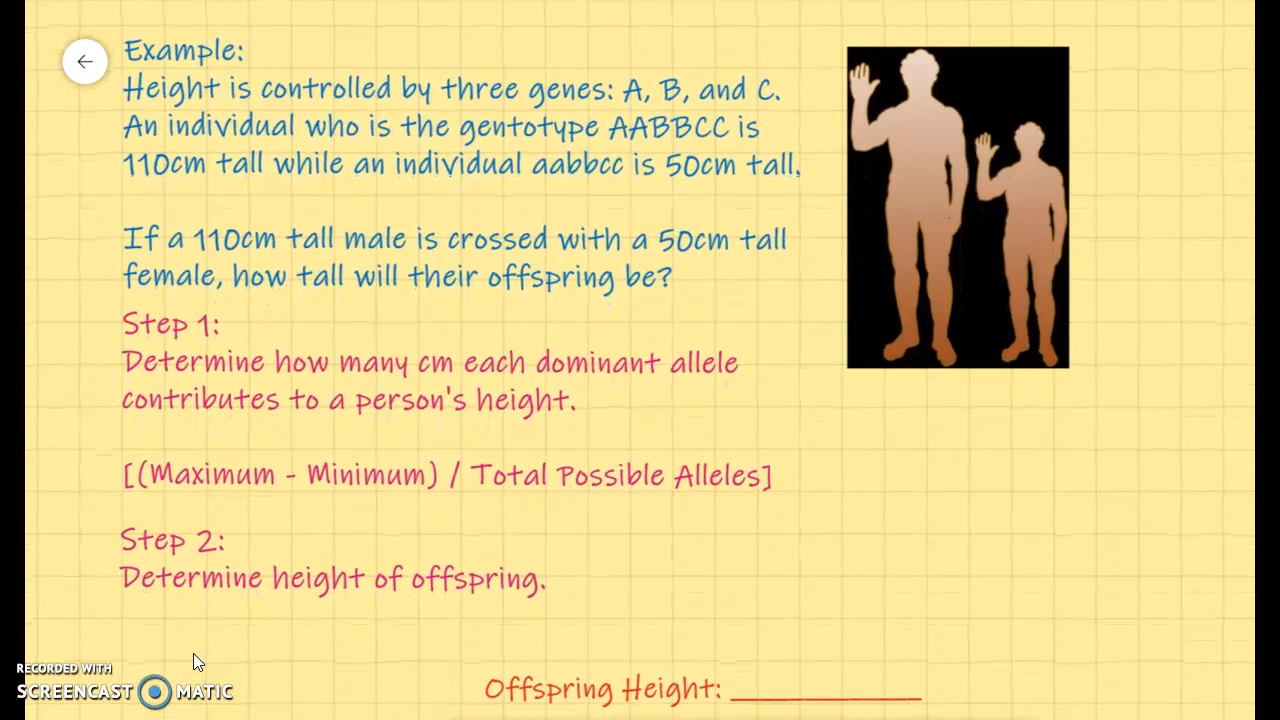 Example:
Height is controlled by three genes: A, B, and C.
An individual who is the gentotype AABBCC is
110cm tall while an individual aabbcc is 50cm tall.
If a 110cm tall male is crossed with a 50cm tall
female, how tall will their offspring be?
Step 1:
Determine how many cm each dominant allele
contributes to a person's height.
[(Maximum - Minimum) / Total Possible Alleles]
Step 2:
Determine height of offspring.
Offspring Height: ______________
RECORDED WITH
SCREENCAST MATIC